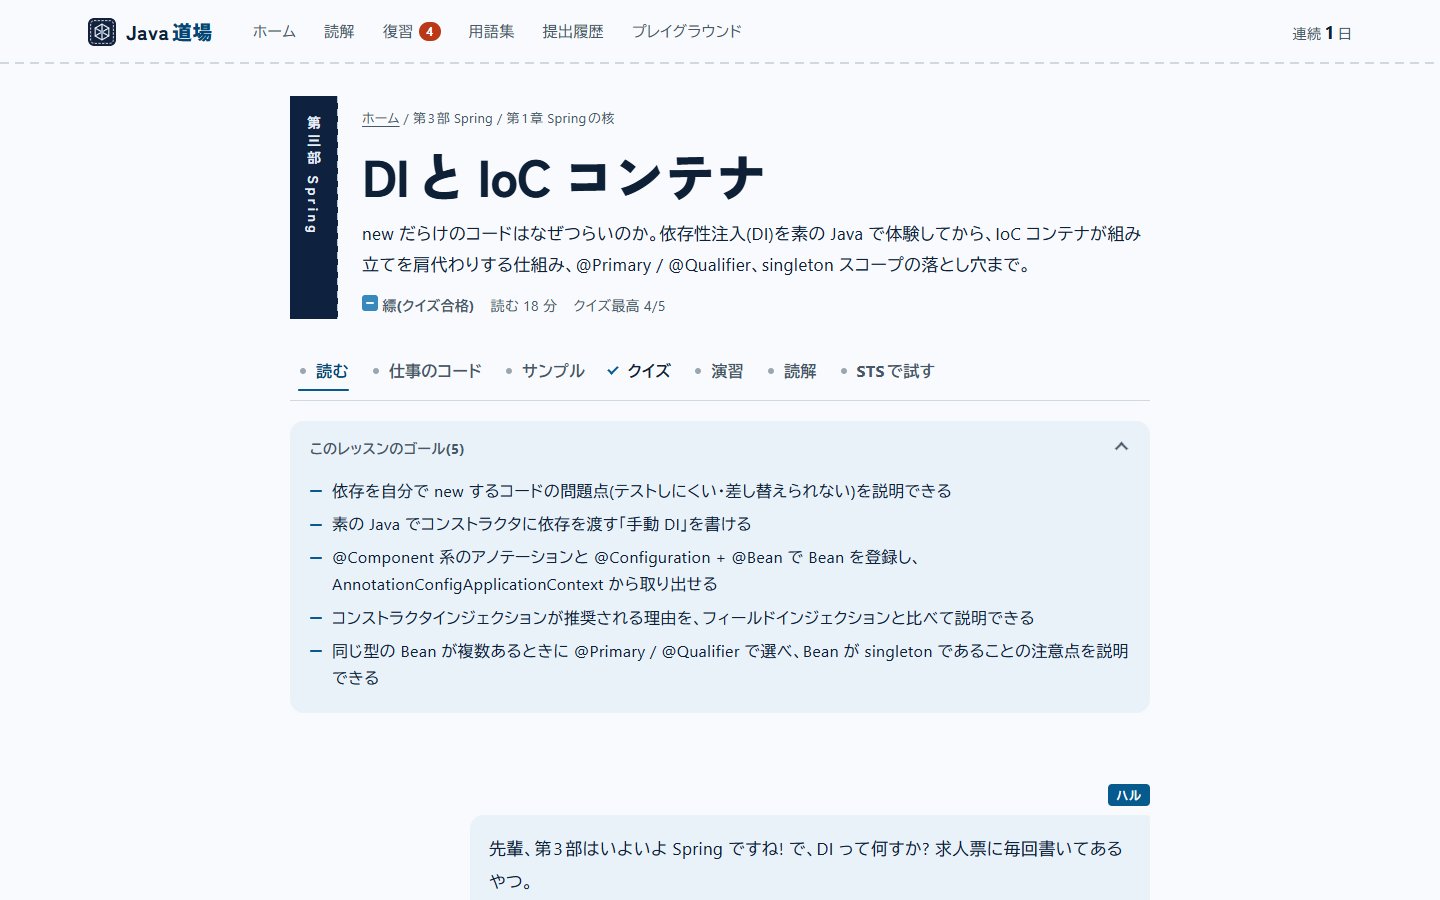 Java道場
ホーム 読解 復習 4 用語集 提出履歴 プレイグラウンド
連続 1 日
第三部 Spring
ホーム / 第3部 Spring / 第1章 Springの核
DI と IoC コンテナ
new だらけのコードはなぜつらいのか。依存性注入(DI)を素の Java で体験してから、IoC コンテナが組み
立てを肩代わりする仕組み、@Primary / @Qualifier、singleton スコープの落とし穴まで。
縹(クイズ合格) 読む 18 分 クイズ最高 4/5
読む 仕事のコード サンプル クイズ 演習 読解 STSで試す
このレッスンのゴール(5)
依存を自分で new するコードの問題点(テストしにくい・差し替えられない)を説明できる
素の Java でコンストラクタに依存を渡す「手動 DI」を書ける
@Component 系のアノテーションと @Configuration + @Bean で Bean を登録し、
AnnotationConfigApplicationContext から取り出せる
コンストラクタインジェクションが推奨される理由を、フィールドインジェクションと比べて説明できる
同じ型の Bean が複数あるときに @Primary / @Qualifier で選べ、Bean が singleton であることの注意点を説明
できる
ハル
先輩、第3部はいよいよ Spring ですね! で、DI って何すか? 求人票に毎回書いてある
やつ。